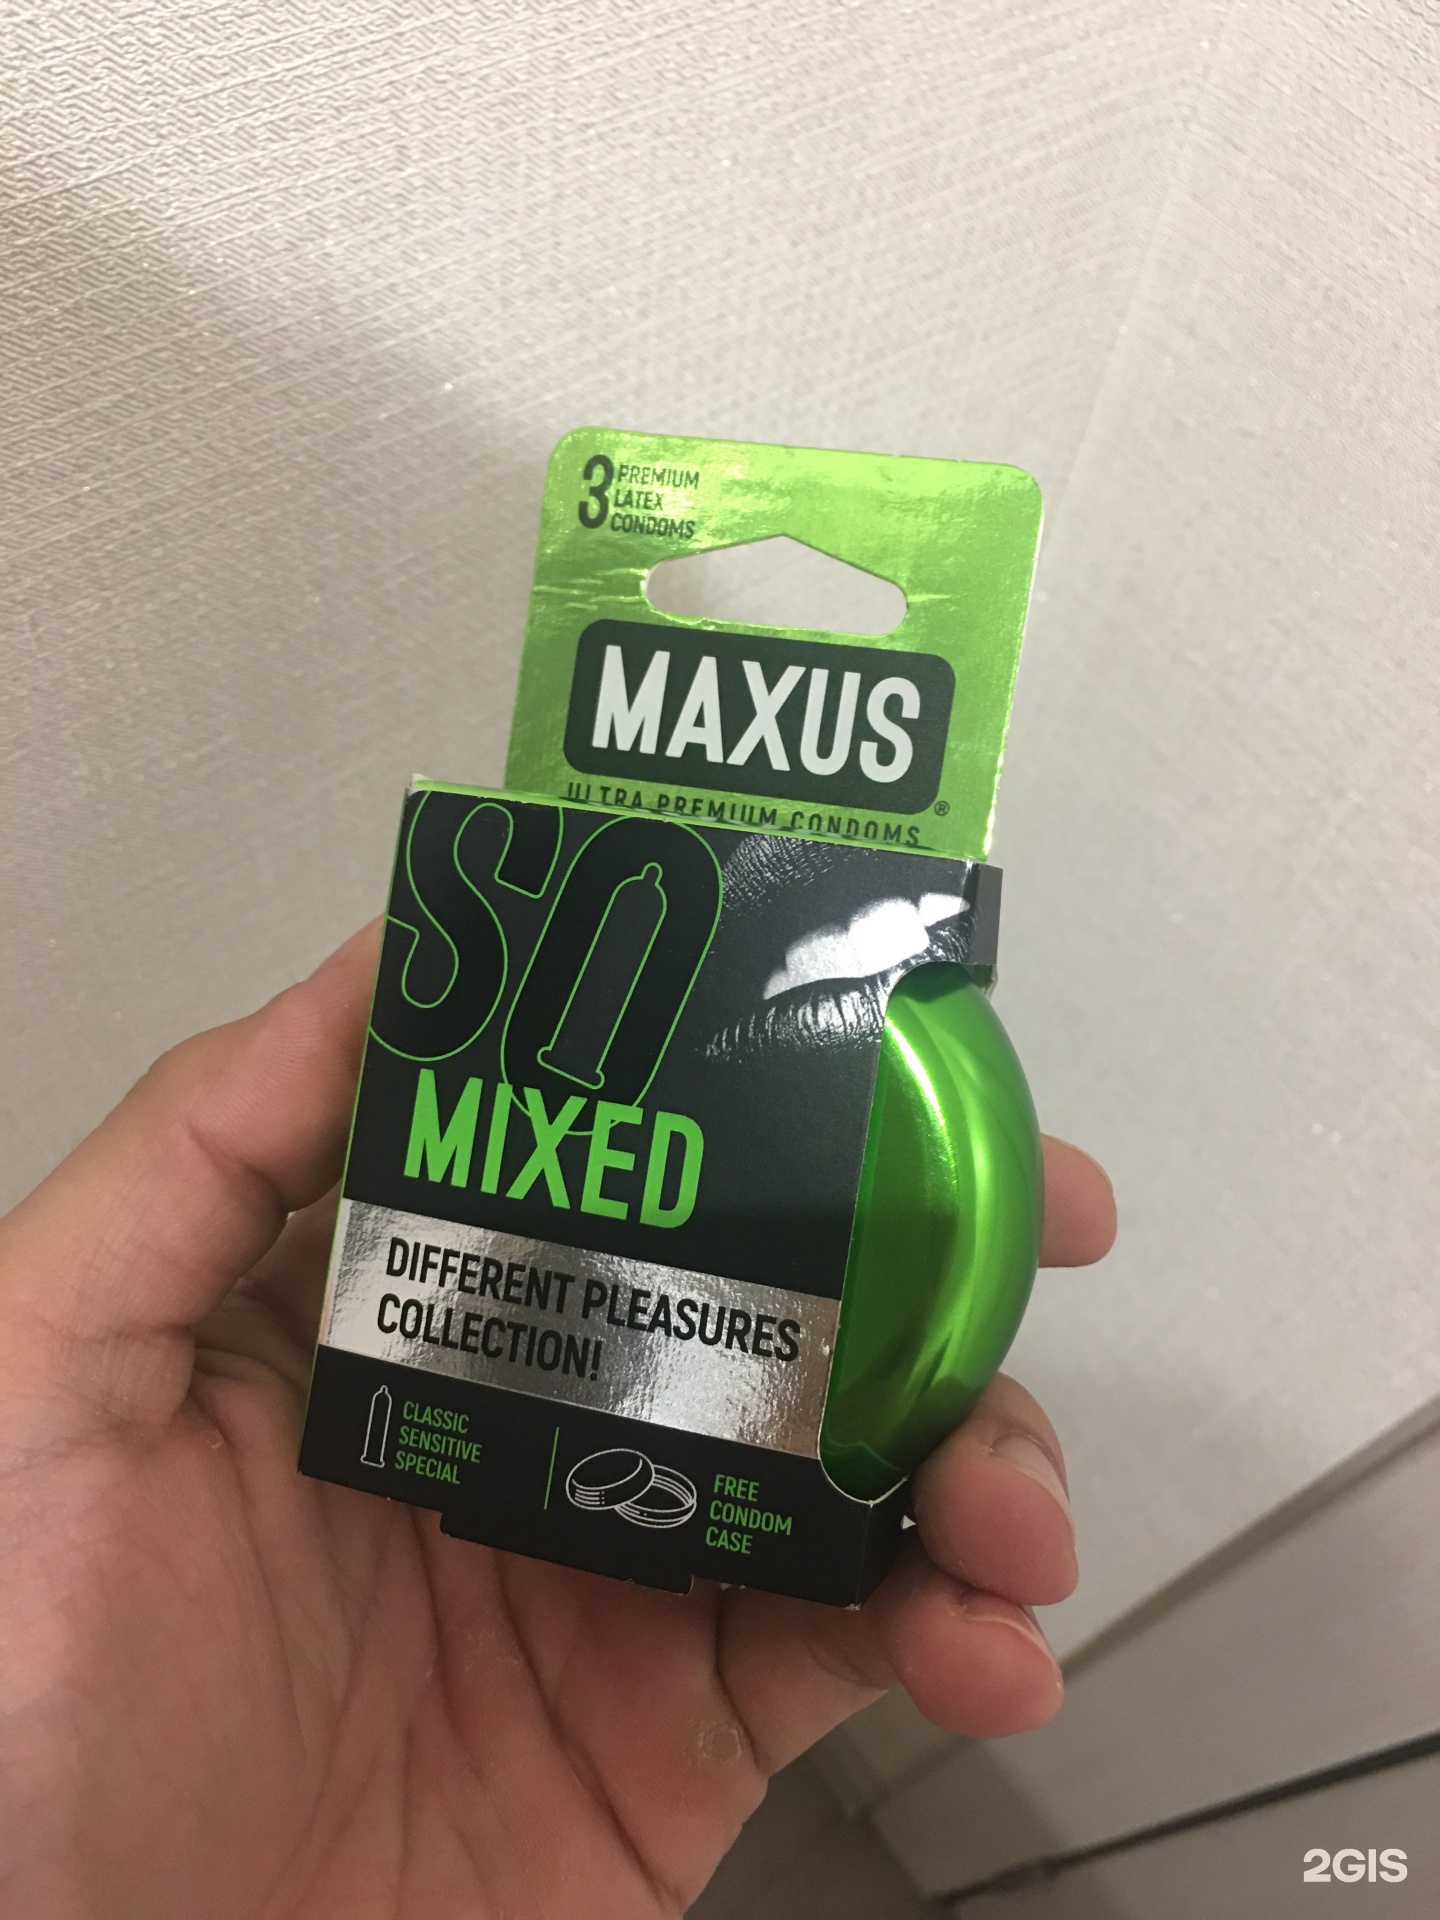 3 PREMIUM
LATEX
CONDOMS
MAXUS
®
ULTRA PREMIUM CONDOMS
SO
MIXED
DIFFERENT PLEASURES
COLLECTION!
CLASSIC
SENSITIVE
SPECIAL
FREE
CONDOM
CASE
2GIS